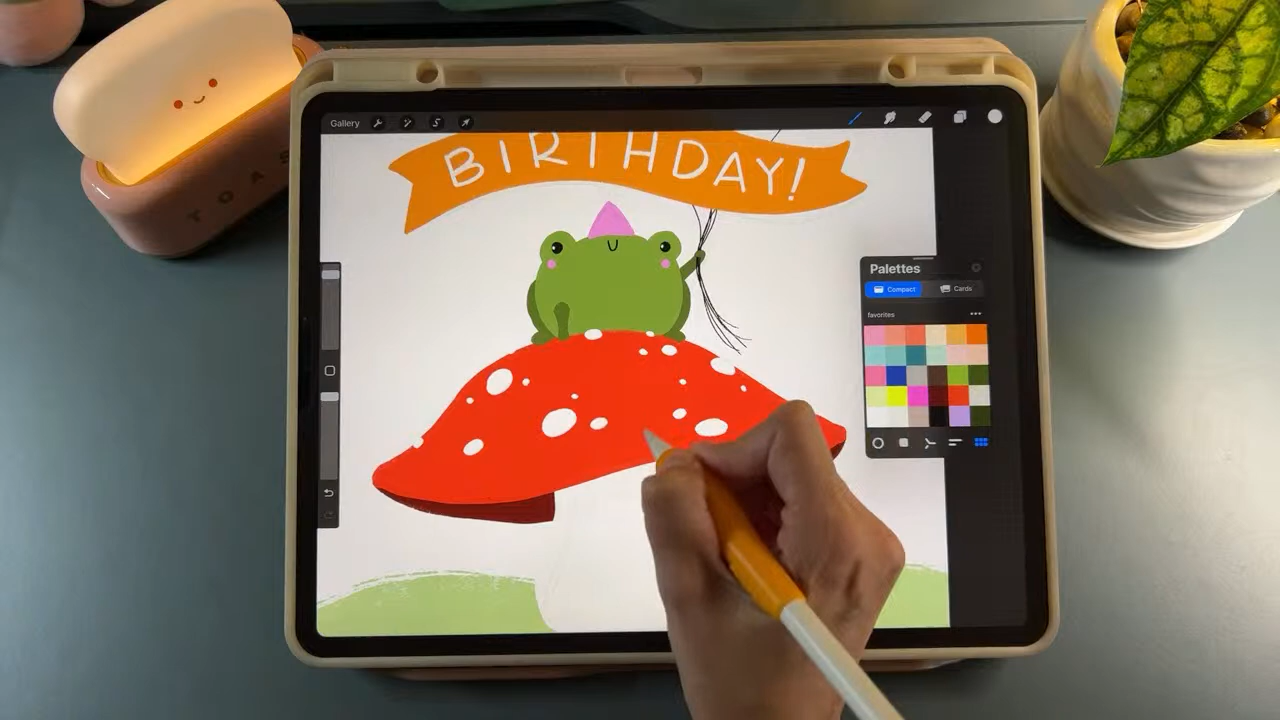 Gallery
BIRTHDAY!
Palettes
Compact
Cards
favorites